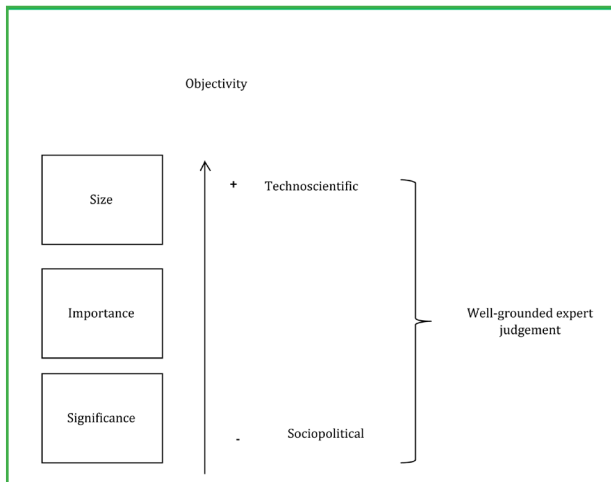 Objectivity
Size
+
Technoscientific
Importance
Well-grounded expert
judgement
Significance
-
Sociopolitical